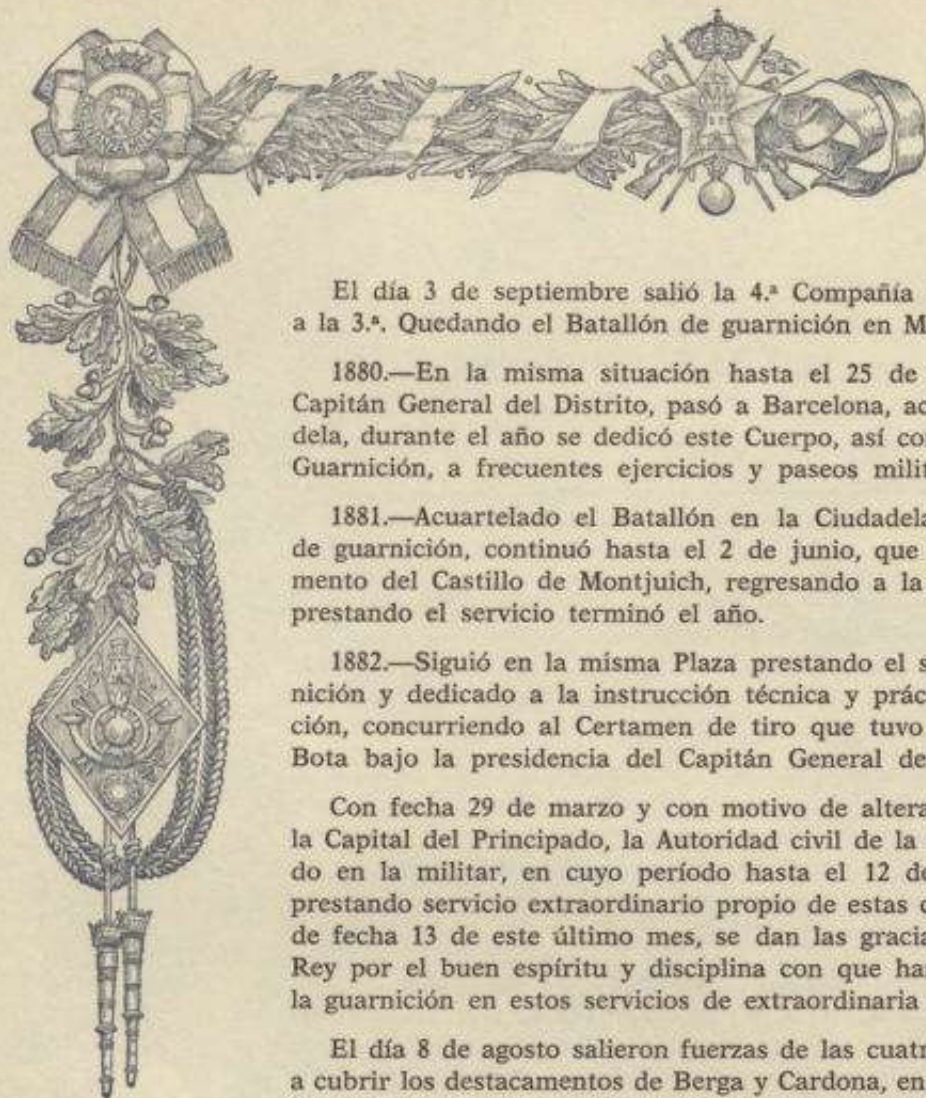 El día 3 de septiembre salió la 4.ª Compañía
a la 3.ª. Quedando el Batallón de guarnición en M
1880.—En la misma situación hasta el 25 de
Capitán General del Distrito, pasó a Barcelona, ac
dela, durante el año se dedicó este Cuerpo, así co
Guarnición, a frecuentes ejercicios y paseos milit
1881.—Acuartelado el Batallón en la Ciudadela
de guarnición, continuó hasta el 2 de junio, que
mento del Castillo de Montjuich, regresando a la
prestando el servicio terminó el año.
1882.—Siguió en la misma Plaza prestando el s
nición y dedicado a la instrucción técnica y prác
ción, concurriendo al Certamen de tiro que tuvo
Bota bajo la presidencia del Capitán General de
Con fecha 29 de marzo y con motivo de altera
la Capital del Principado, la Autoridad civil de la
do en la militar, en cuyo período hasta el 12 de
prestando servicio extraordinario propio de estas c
de fecha 13 de este último mes, se dan las gracia
Rey por el buen espíritu y disciplina con que ha
la guarnición en estos servicios de extraordinaria
El día 8 de agosto salieron fuerzas de las cuatr
a cubrir los destacamentos de Berga y Cardona, en